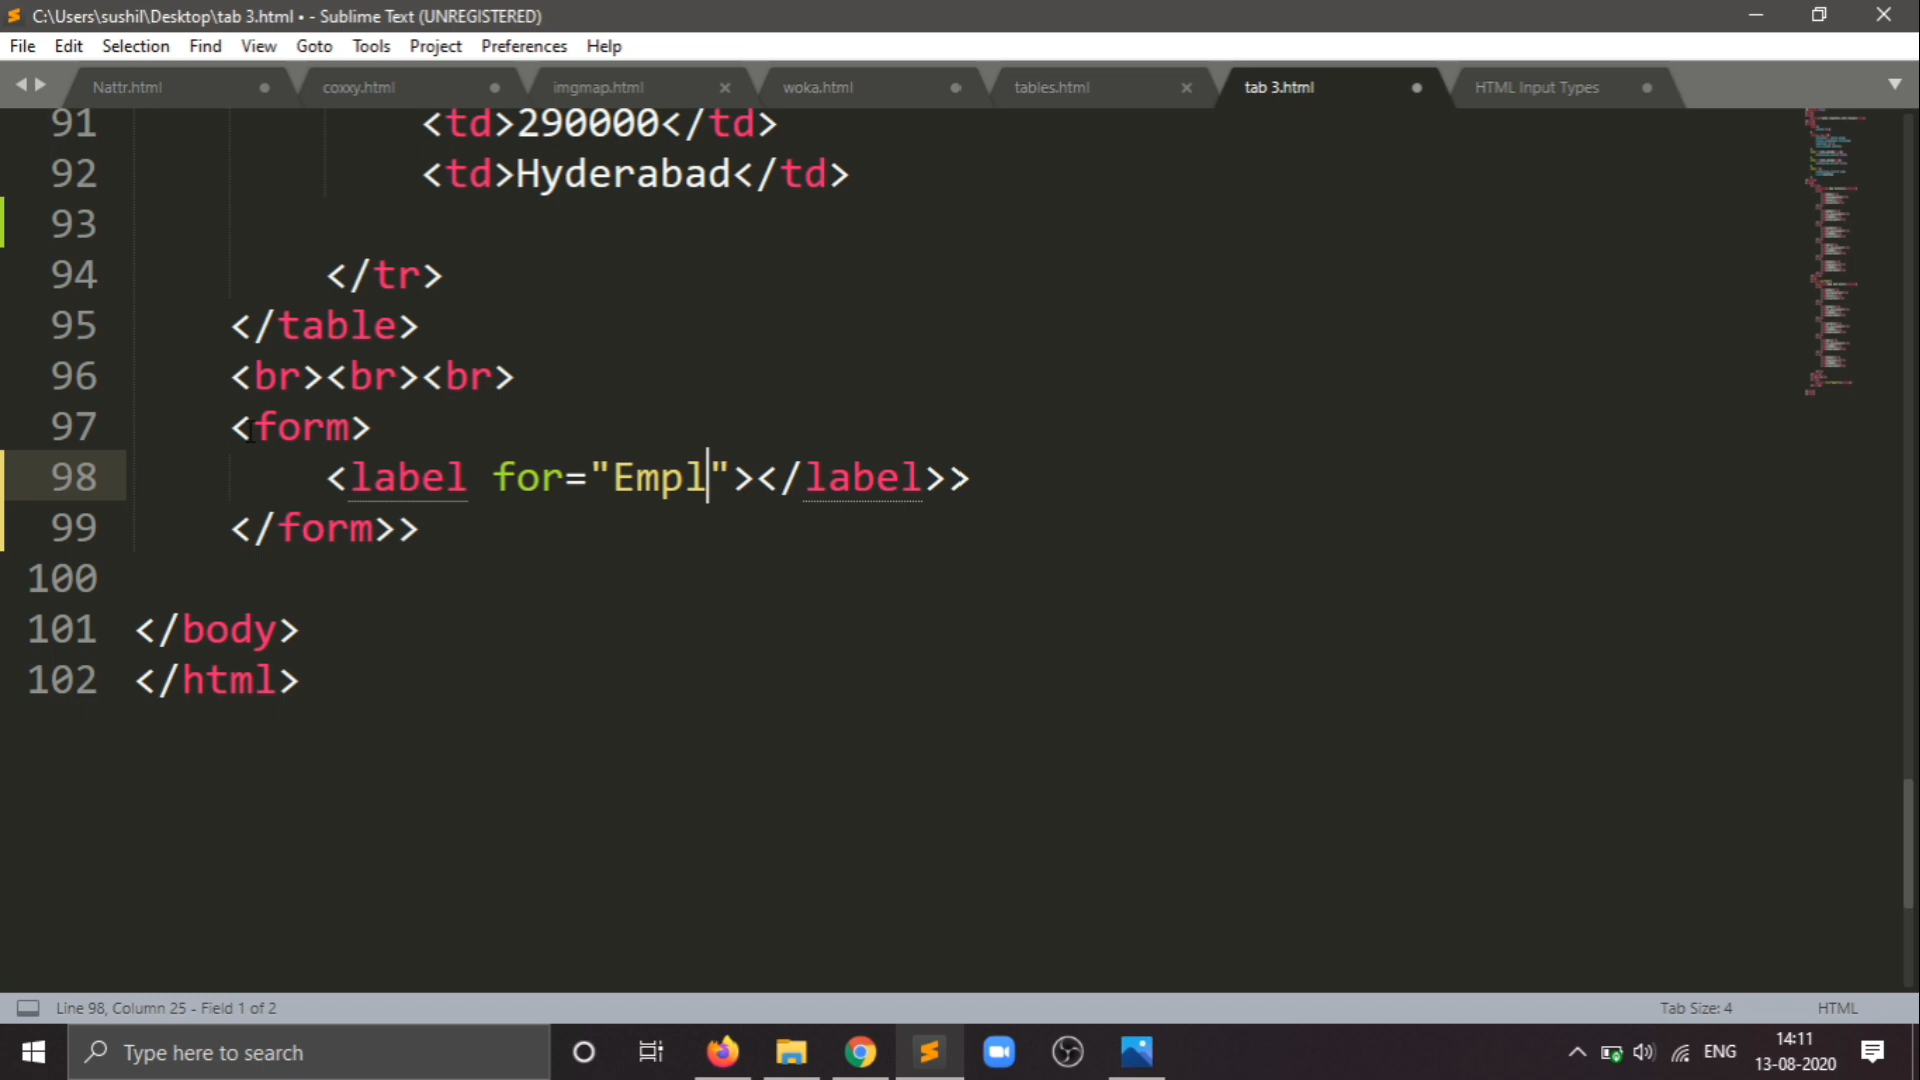 C:\Users\sushil\Desktop\tab 3.html • - Sublime Text (UNREGISTERED)
File Edit Selection Find View Goto Tools Project Preferences Help
Nattr.html coxxy.html imgmap.html woka.html tables.html tab 3.html HTML Input Types
91 <td>290000</td>
92 <td>Hyderabad</td>
93
94 </tr>
95 </table>
96 <br><br><br>
97 <form>
98 <label for="Empl"></label>>
99 </form>>
100
101 </body>
102 </html>
Line 98, Column 25 - Field 1 of 2 Tab Size: 4 HTML
Type here to search ENG 14:11
13-08-2020